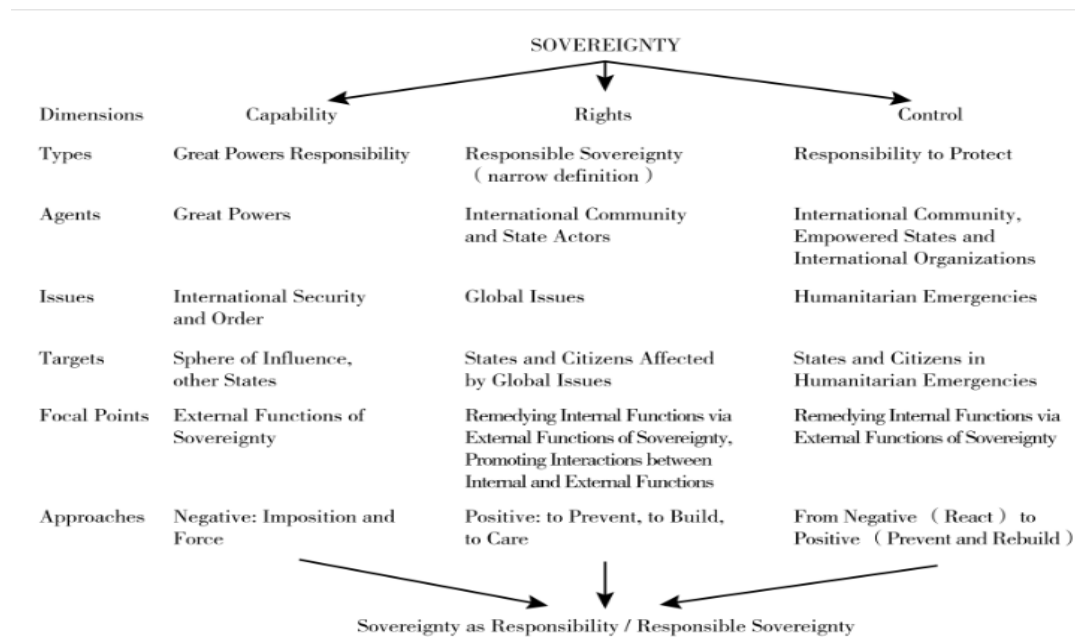 SOVEREIGNTY
Dimensions Capability Rights Control
Types Great Powers Responsibility Responsible Sovereignty Responsibility to Protect
( narrow definition )
Agents Great Powers International Community International Community,
and State Actors Empowered States and
International Organizations
Issues International Security Global Issues Humanitarian Emergencies
and Order
Targets Sphere of Influence, States and Citizens Affected States and Citizens in
other States by Global Issues Humanitarian Emergencies
Focal Points External Functions of Remedying Internal Functions via Remedying Internal Functions via
Sovereignty External Functions of Sovereignty, External Functions of Sovereignty
Promoting Interactions between
Internal and External Functions
Approaches Negative: Imposition and Positive: to Prevent, to Build, From Negative ( React ) to
Force to Care Positive ( Prevent and Rebuild )
Sovereignty as Responsibility / Responsible Sovereignty